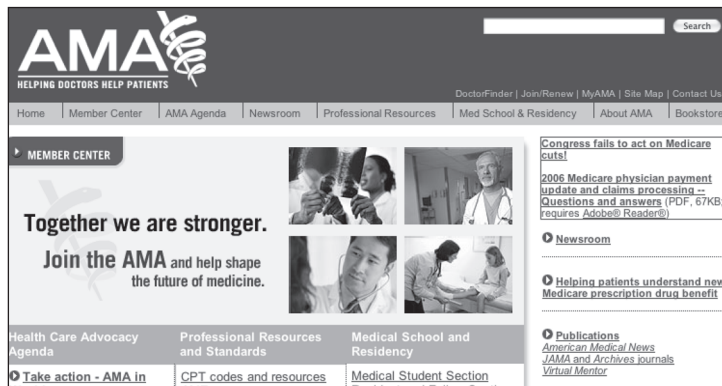 AMA
HELPING DOCTORS HELP PATIENTS
Search
DoctorFinder | Join/Renew | MyAMA | Site Map | Contact Us
Home | Member Center | AMA Agenda | Newsroom | Professional Resources | Med School & Residency | About AMA | Bookstore
MEMBER CENTER
Together we are stronger.
Join the AMA and help shape
the future of medicine.
Congress fails to act on Medicare
cuts!
2006 Medicare physician payment
update and claims processing --
Questions and answers (PDF, 67KB;
requires Adobe® Reader®)
Newsroom
Helping patients understand new
Medicare prescription drug benefit
Publications
American Medical News
JAMA and Archives journals
Virtual Mentor
Health Care Advocacy
Agenda
Take action - AMA in
Professional Resources
and Standards
CPT codes and resources
Medical School and
Residency
Medical Student Section